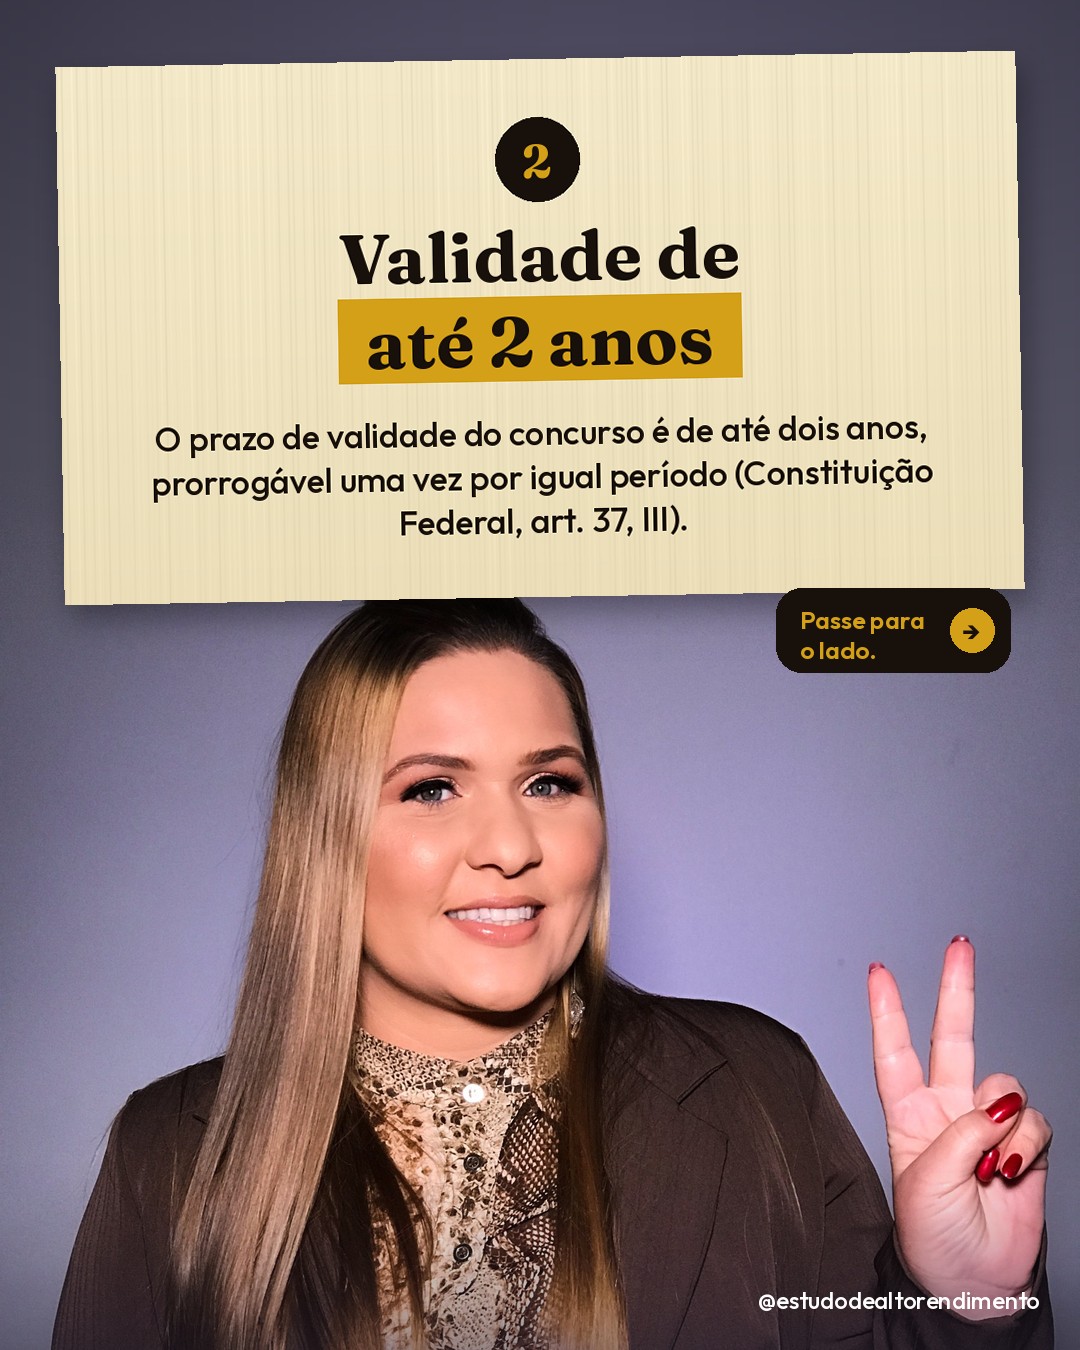 2
Validade de
até 2 anos
O prazo de validade do concurso é de até dois anos,
prorrogável uma vez por igual período (Constituição
Federal, art. 37, III).
Passe para
o lado.
@estudodealtorendimento